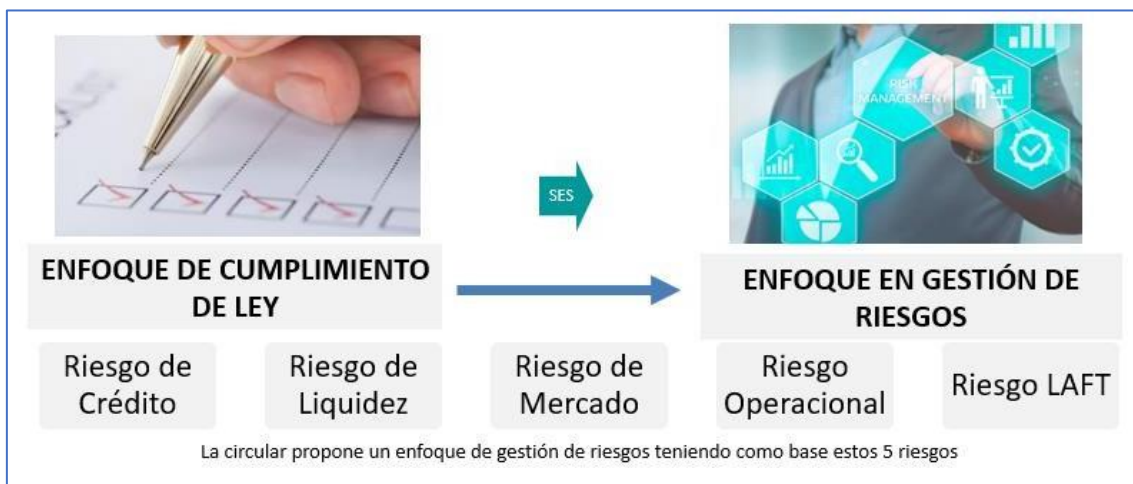 RISK
MANAGEMENT
SES
ENFOQUE DE CUMPLIMIENTO
DE LEY
ENFOQUE EN GESTIÓN DE
RIESGOS
Riesgo de
Crédito
Riesgo de
Liquidez
Riesgo de
Mercado
Riesgo
Operacional
Riesgo LAFT
La circular propone un enfoque de gestión de riesgos teniendo como base estos 5 riesgos